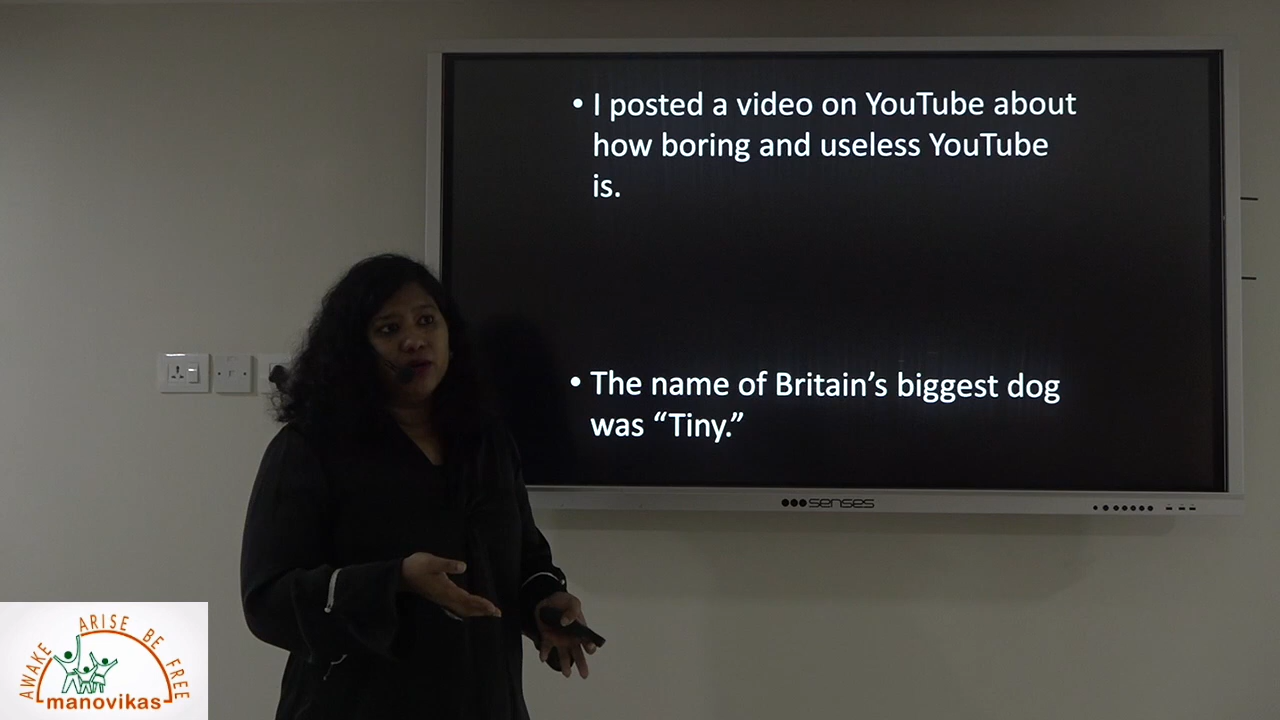 • I posted a video on YouTube about
how boring and useless YouTube
is.
• The name of Britain’s biggest dog
was “Tiny.”
senses
AWAKE ARISE BE FREE
manovikas